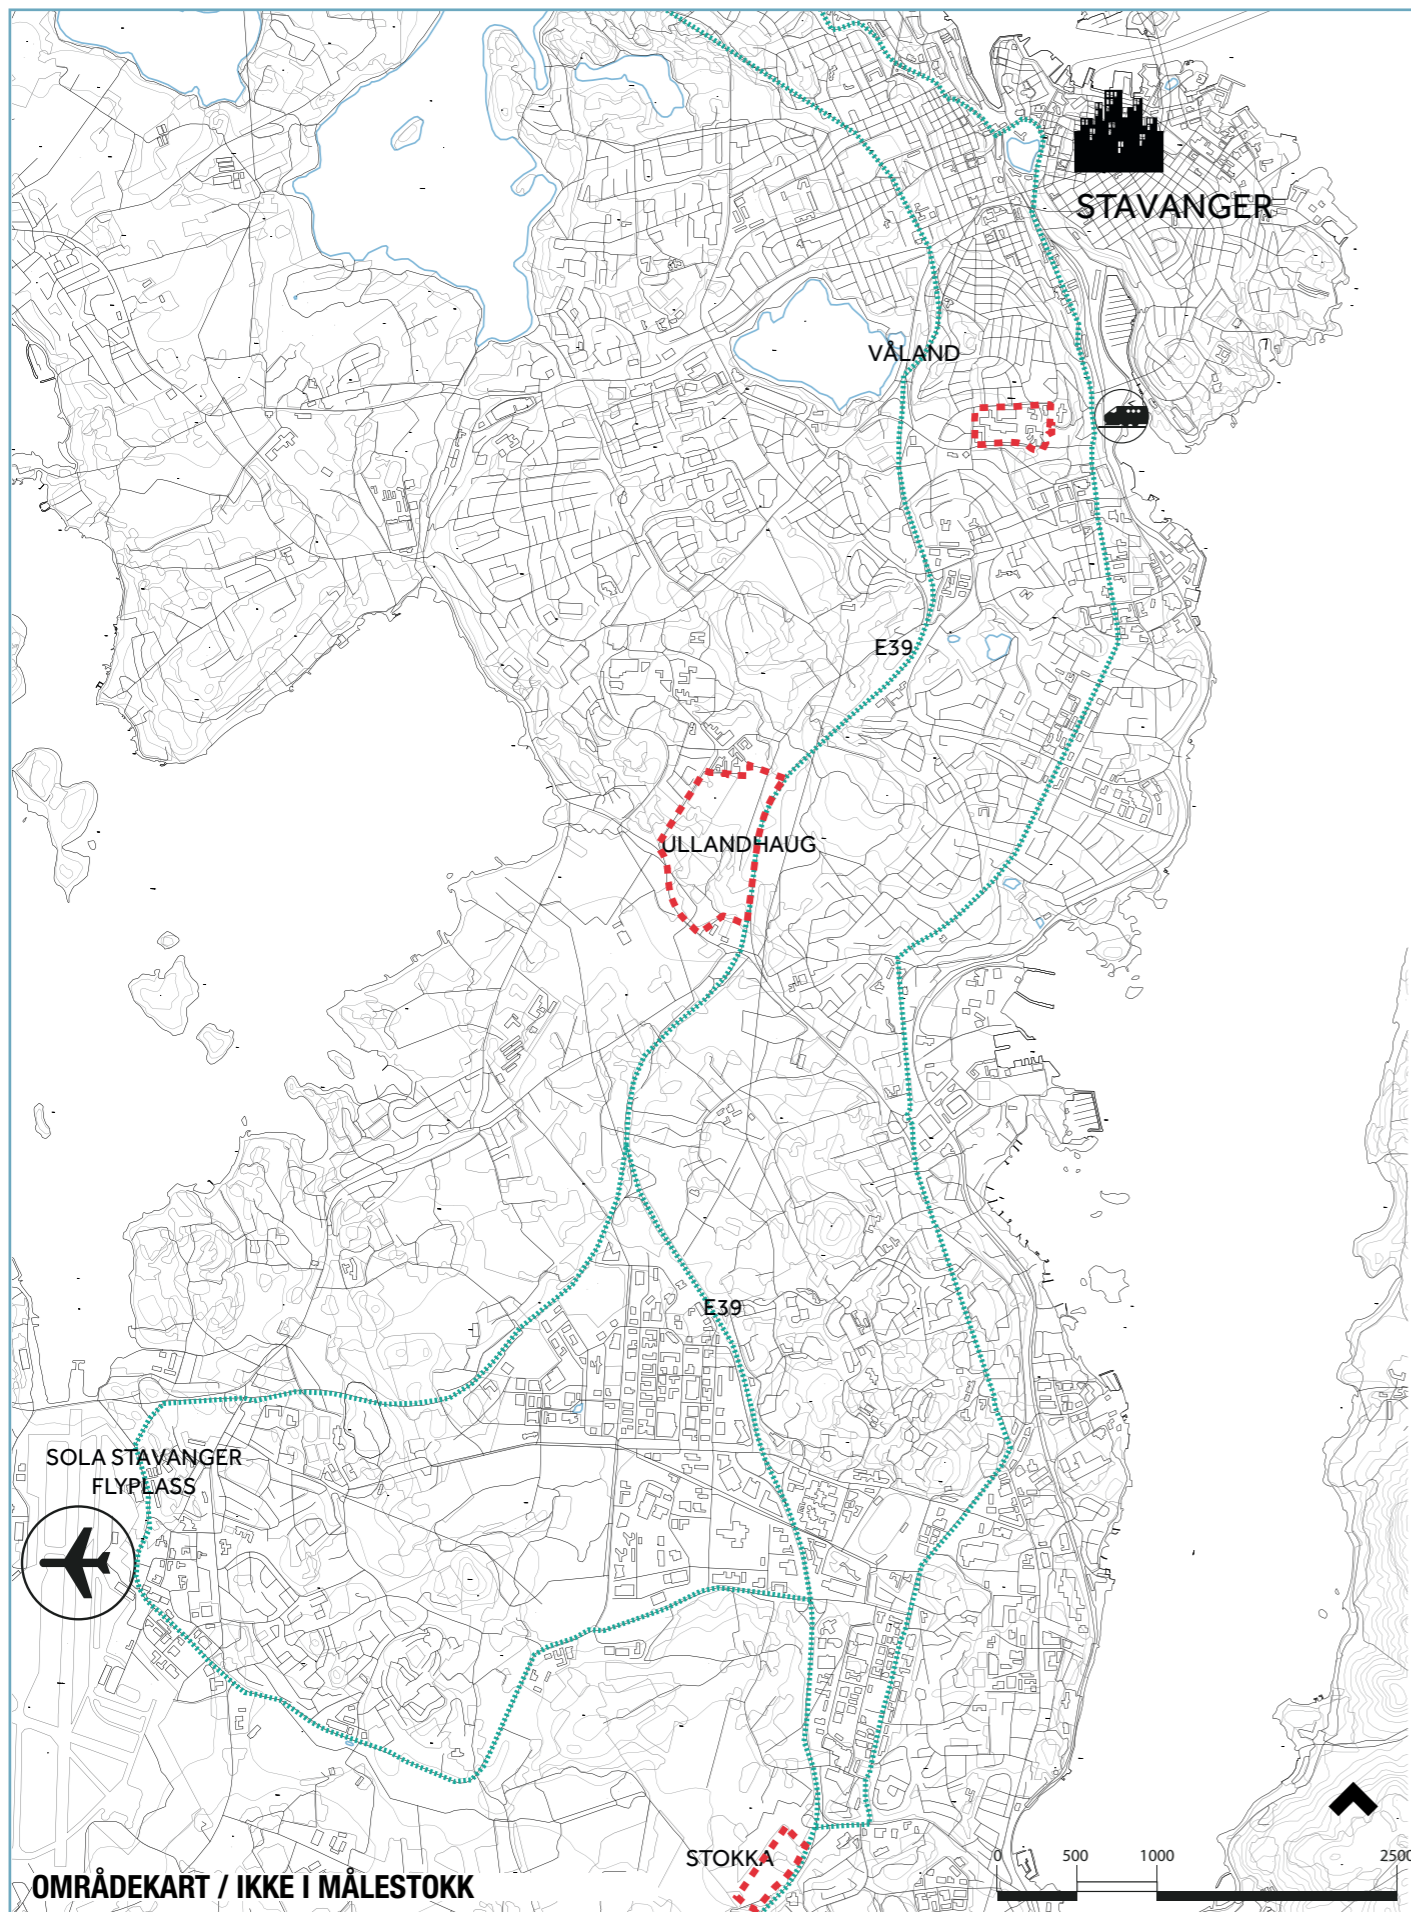 STAVANGER
VÅLAND
E39
ULLANDHAUG
E39
SOLA STAVANGER
FLYPLASS
STOKKA
OMRÅDEKART / IKKE I MÅLESTOKK
0 500 1000 2500